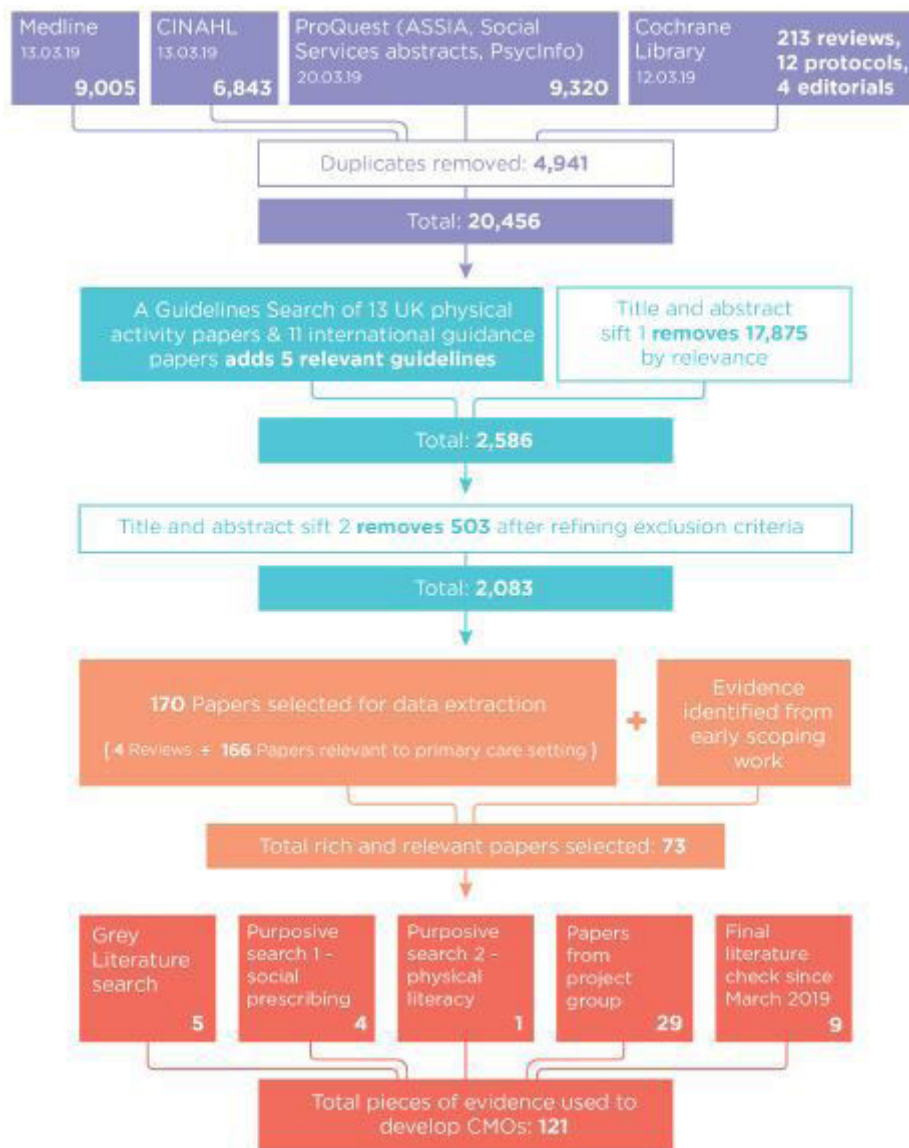 Medline
13.03.19
9,005
CINAHL
13.03.19
6,843
ProQuest (ASSIA, Social
Services abstracts, PsycInfo)
20.03.19
9,320
Cochrane
Library
12.03.19
213 reviews,
12 protocols,
4 editorials
Duplicates removed: 4,941
Total: 20,456
A Guidelines Search of 13 UK physical
activity papers & 11 international guidance
papers adds 5 relevant guidelines
Title and abstract
sift 1 removes 17,875
by relevance
Total: 2,586
Title and abstract sift 2 removes 503 after refining exclusion criteria
Total: 2,083
170 Papers selected for data extraction
( 4 Reviews + 166 Papers relevant to primary care setting )
+
Evidence
identified from
early scoping
work
Total rich and relevant papers selected: 73
Grey
Literature
search
5
Purposive
search 1 -
social
prescribing
4
Purposive
search 2 -
physical
literacy
1
Papers
from
project
group
29
Final
literature
check since
March 2019
9
Total pieces of evidence used to
develop CMOs: 121